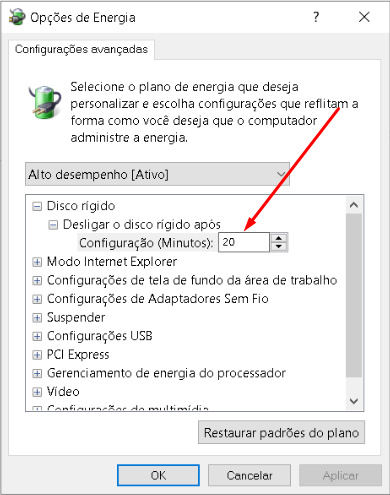 Opções de Energia
Configurações avançadas
Selecione o plano de energia que deseja
personalizar e escolha configurações que reflitam a
forma como você deseja que o computador
administre a energia.
Alto desempenho [Ativo]
Disco rígido
Desligar o disco rígido após
Configuração (Minutos): 20
Modo Internet Explorer
Configurações de tela de fundo da área de trabalho
Configurações de Adaptadores Sem Fio
Suspender
Configurações USB
PCI Express
Gerenciamento de energia do processador
Vídeo
Configurações de multimídia
Restaurar padrões do plano
OK
Cancelar
Aplicar